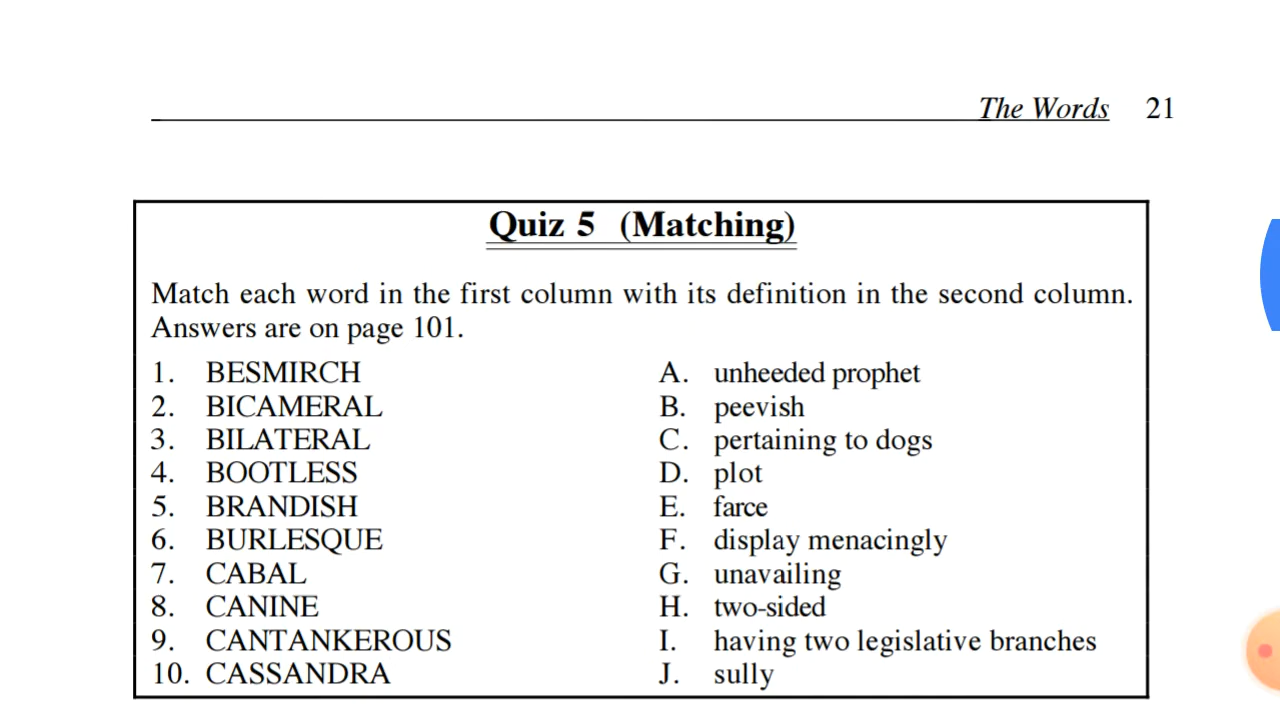 The Words 21
Quiz 5 (Matching)
Match each word in the first column with its definition in the second column.
Answers are on page 101.
1. BESMIRCH A. unheeded prophet
2. BICAMERAL B. peevish
3. BILATERAL C. pertaining to dogs
4. BOOTLESS D. plot
5. BRANDISH E. farce
6. BURLESQUE F. display menacingly
7. CABAL G. unavailing
8. CANINE H. two-sided
9. CANTANKEROUS I. having two legislative branches
10. CASSANDRA J. sully